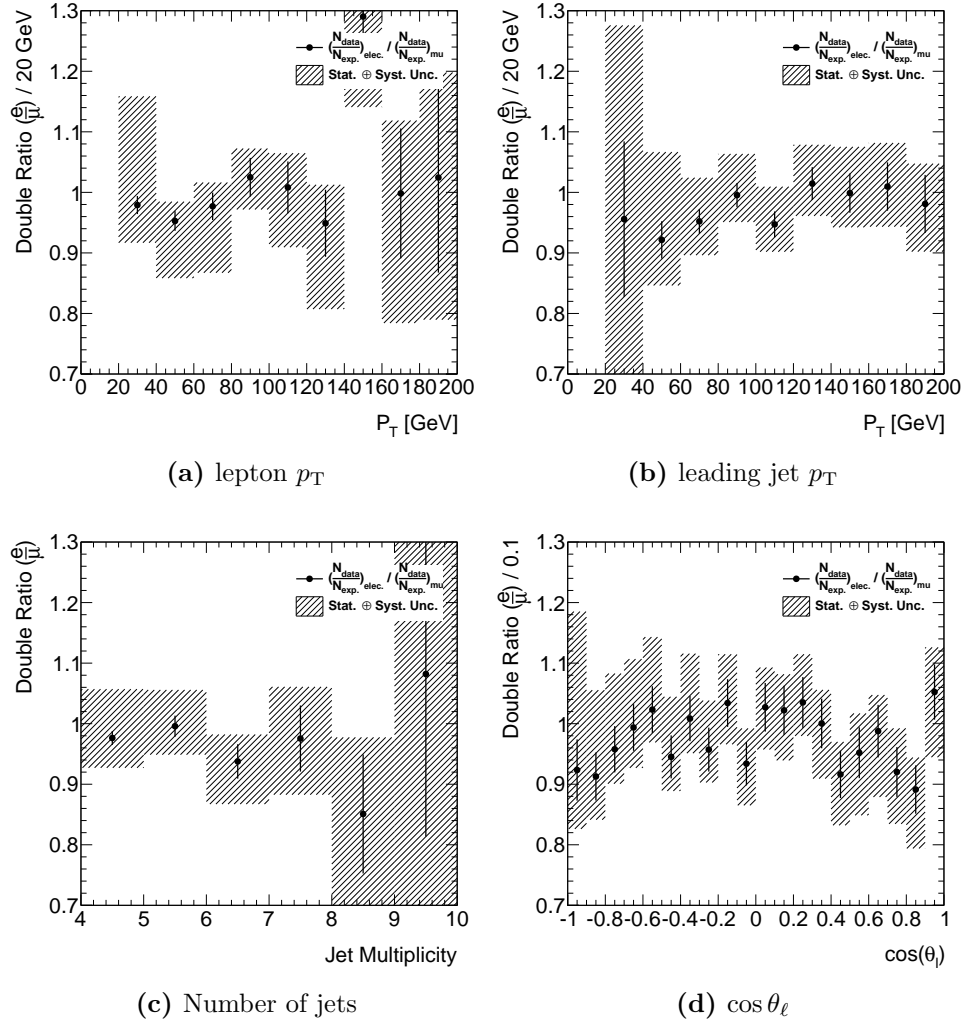 Double Ratio (e/μ) / 20 GeV
1.3
1.2
1.1
1
0.9
0.8
0.7
(N_data/N_exp.)_elec. / (N_data/N_exp.)_mu
Stat. ⊕ Syst. Unc.
0 20 40 60 80 100 120 140 160 180 200
P_T [GeV]
(a) lepton p_T
Double Ratio (e/μ) / 20 GeV
1.3
1.2
1.1
1
0.9
0.8
0.7
(N_data/N_exp.)_elec. / (N_data/N_exp.)_mu
Stat. ⊕ Syst. Unc.
0 20 40 60 80 100 120 140 160 180 200
P_T [GeV]
(b) leading jet p_T
Double Ratio (e/μ)
1.3
1.2
1.1
1
0.9
0.8
0.7
(N_data/N_exp.)_elec. / (N_data/N_exp.)_mu
Stat. ⊕ Syst. Unc.
4 5 6 7 8 9 10
Jet Multiplicity
(c) Number of jets
Double Ratio (e/μ) / 0.1
1.3
1.2
1.1
1
0.9
0.8
0.7
(N_data/N_exp.)_elec. / (N_data/N_exp.)_mu
Stat. ⊕ Syst. Unc.
-1 -0.8 -0.6 -0.4 -0.2 0 0.2 0.4 0.6 0.8 1
cos(θ_l)
(d) cos θ_ℓ